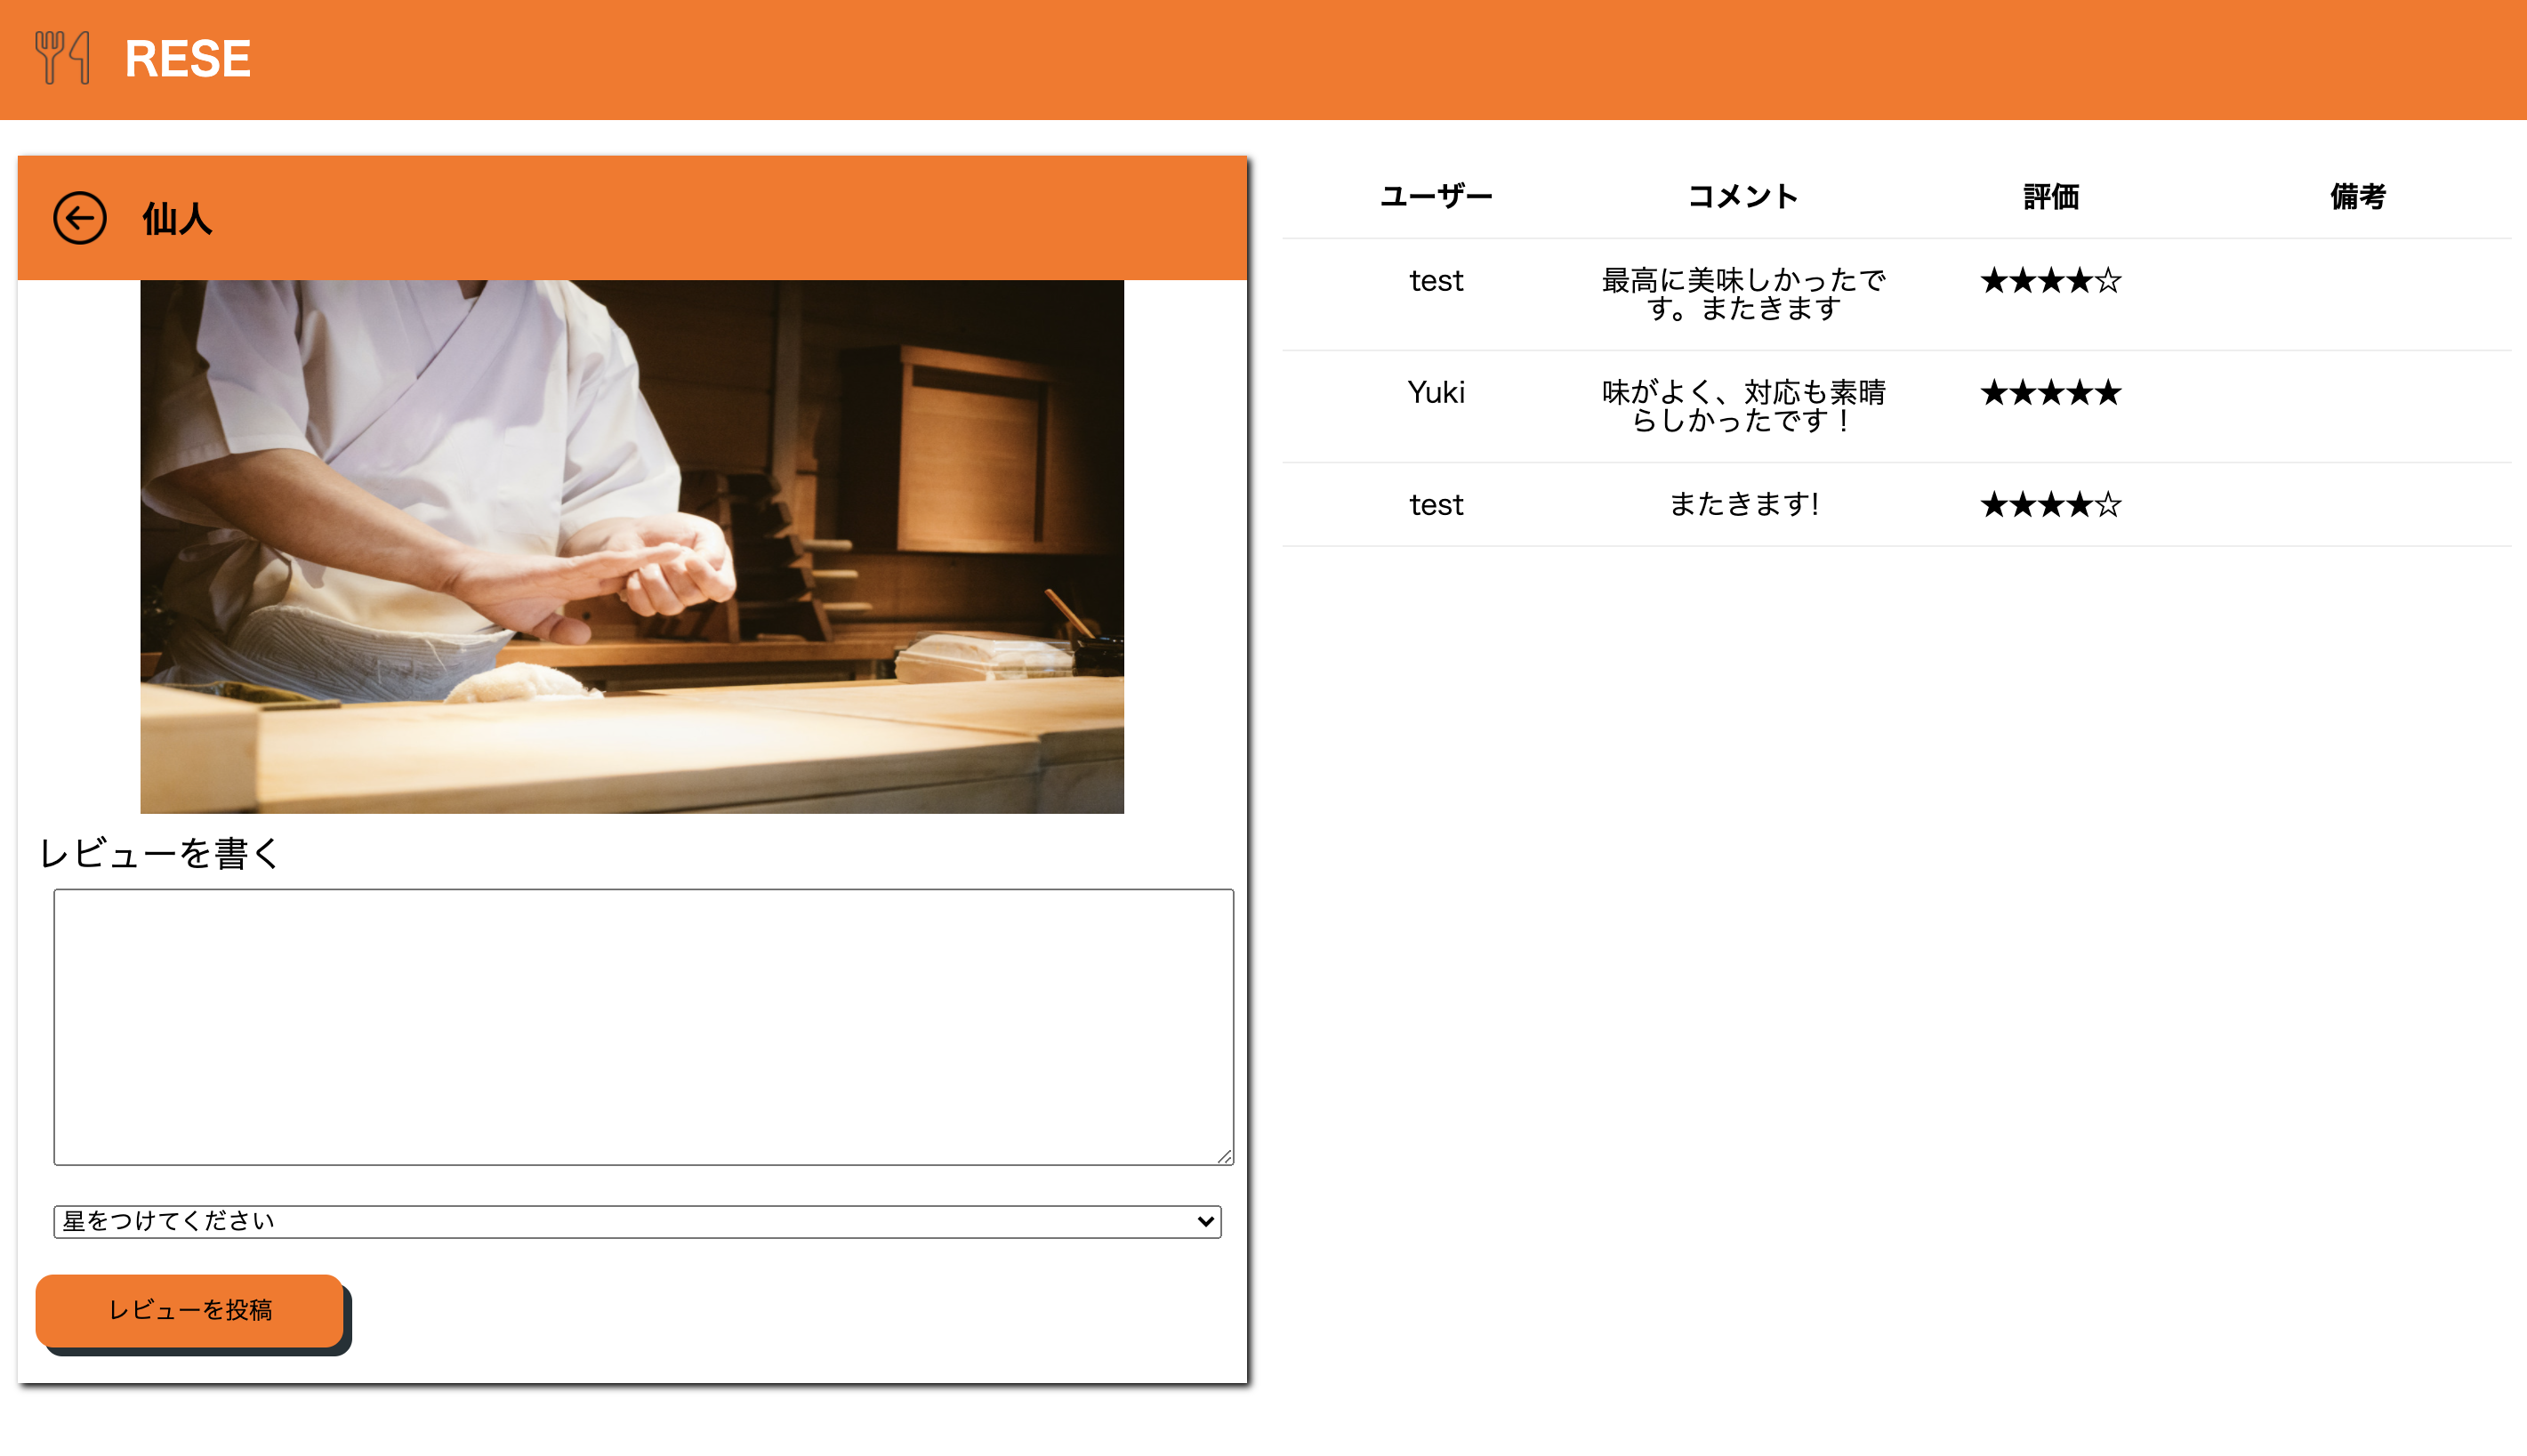 RESE
仙人
レビューを書く
星をつけてください
レビューを投稿
ユーザー コメント 評価 備考
test 最高に美味しかったで
す。またきます ★★★★☆
Yuki 味がよく、対応も素晴
らしかったです！ ★★★★★
test またきます! ★★★★☆